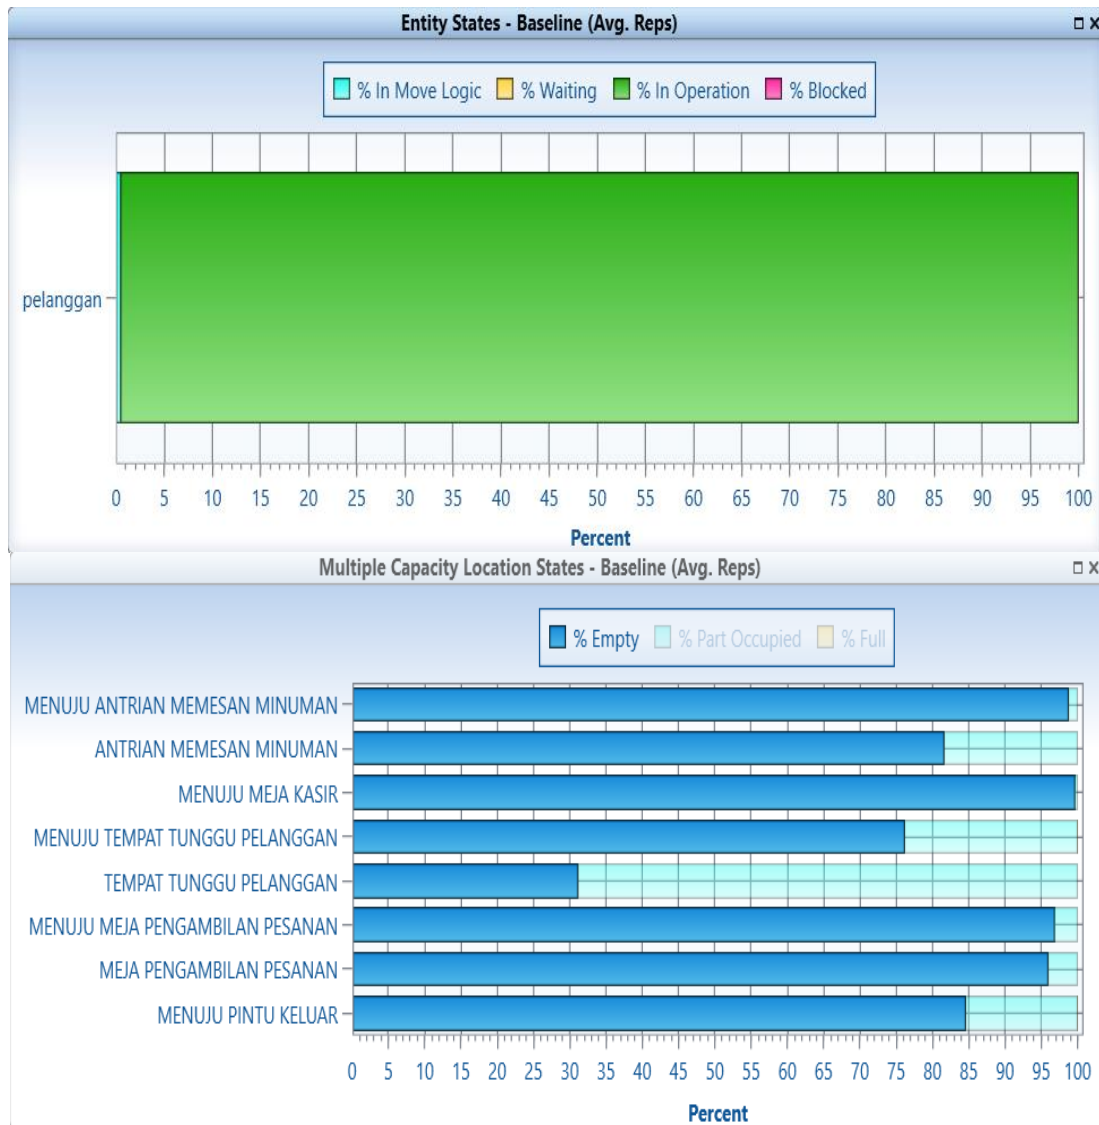 Entity States - Baseline (Avg. Reps)
% In Move Logic % Waiting % In Operation % Blocked
pelanggan
0 5 10 15 20 25 30 35 40 45 50 55 60 65 70 75 80 85 90 95 100
Percent
Multiple Capacity Location States - Baseline (Avg. Reps)
% Empty % Part Occupied % Full
MENUJU ANTRIAN MEMESAN MINUMAN
ANTRIAN MEMESAN MINUMAN
MENUJU MEJA KASIR
MENUJU TEMPAT TUNGGU PELANGGAN
TEMPAT TUNGGU PELANGGAN
MENUJU MEJA PENGAMBILAN PESANAN
MEJA PENGAMBILAN PESANAN
MENUJU PINTU KELUAR
0 5 10 15 20 25 30 35 40 45 50 55 60 65 70 75 80 85 90 95 100
Percent